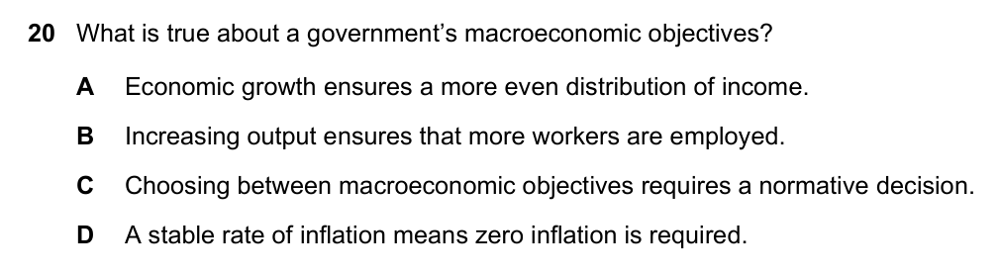 20 What is true about a government’s macroeconomic objectives?
A Economic growth ensures a more even distribution of income.
B Increasing output ensures that more workers are employed.
C Choosing between macroeconomic objectives requires a normative decision.
D A stable rate of inflation means zero inflation is required.